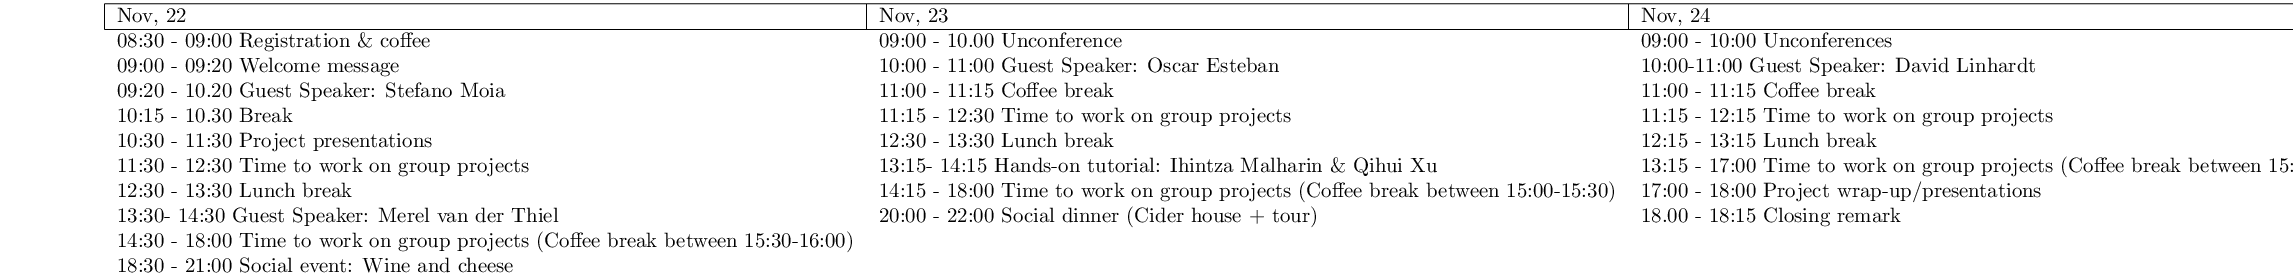 Nov, 22
08:30 - 09:00 Registration & coffee
09:00 - 09:20 Welcome message
09:20 - 10.20 Guest Speaker: Stefano Moia
10:15 - 10.30 Break
10:30 - 11:30 Project presentations
11:30 - 12:30 Time to work on group projects
12:30 - 13:30 Lunch break
13:30- 14:30 Guest Speaker: Merel van der Thiel
14:30 - 18:00 Time to work on group projects (Coffee break between 15:30-16:00)
18:30 - 21:00 Social event: Wine and cheese
Nov, 23
09:00 - 10.00 Unconference
10:00 - 11:00 Guest Speaker: Oscar Esteban
11:00 - 11:15 Coffee break
11:15 - 12:30 Time to work on group projects
12:30 - 13:30 Lunch break
13:15- 14:15 Hands-on tutorial: Ihintza Malharin & Qihui Xu
14:15 - 18:00 Time to work on group projects (Coffee break between 15:00-15:30)
20:00 - 22:00 Social dinner (Cider house + tour)
Nov, 24
09:00 - 10:00 Unconferences
10:00-11:00 Guest Speaker: David Linhardt
11:00 - 11:15 Coffee break
11:15 - 12:15 Time to work on group projects
12:15 - 13:15 Lunch break
13:15 - 17:00 Time to work on group projects (Coffee break between 15:
17:00 - 18:00 Project wrap-up/presentations
18.00 - 18:15 Closing remark